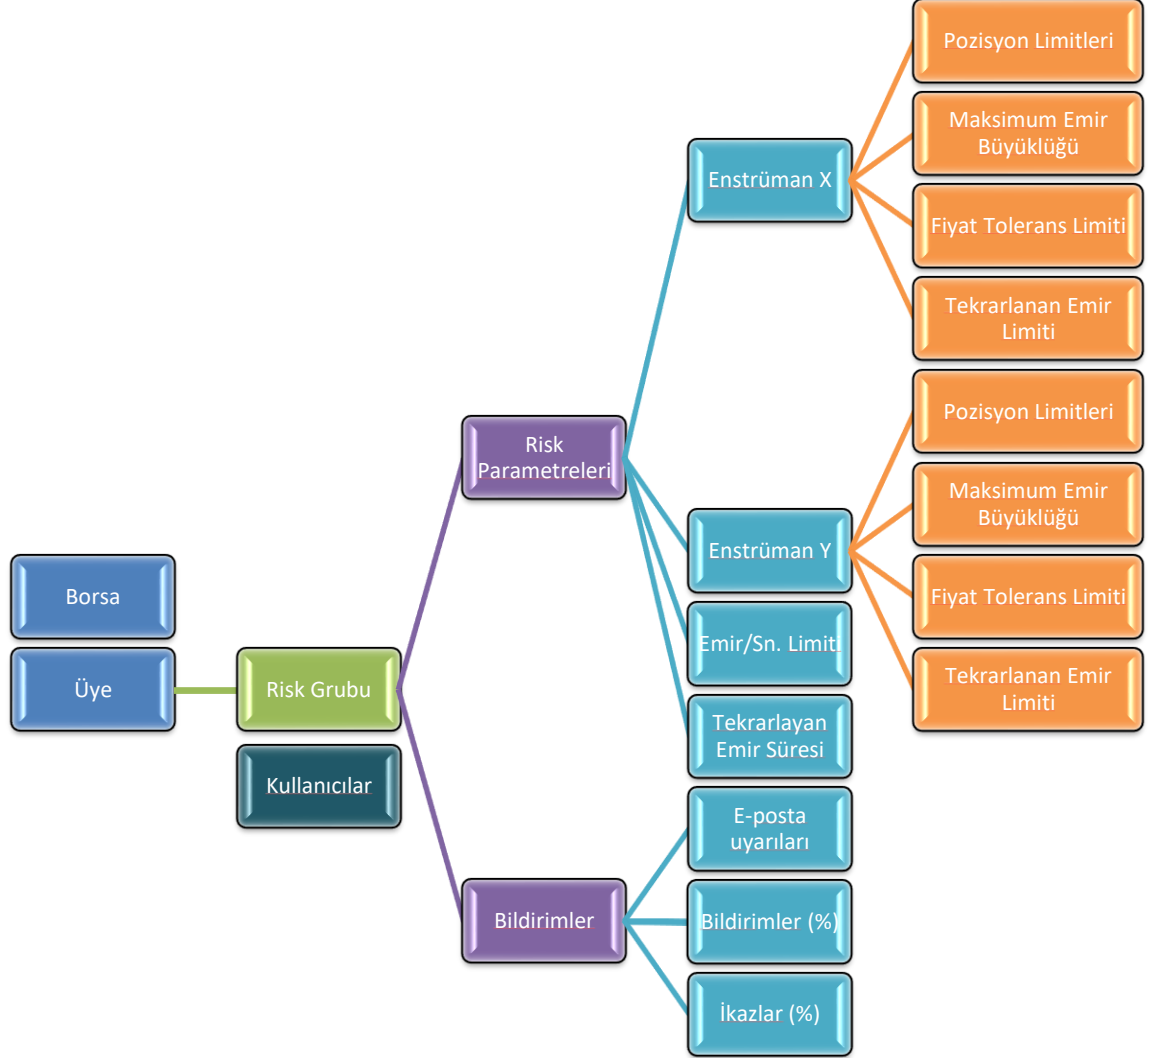 Borsa
Üye
Risk Grubu
Kullanıcılar
Risk
Parametreleri
Bildirimler
Enstrüman X
Enstrüman Y
Emir/Sn. Limiti
Tekrarlayan
Emir Süresi
E-posta
uyarıları
Bildirimler (%)
İkazlar (%)
Pozisyon Limitleri
Maksimum Emir
Büyüklüğü
Fiyat Tolerans Limiti
Tekrarlanan Emir
Limiti
Pozisyon Limitleri
Maksimum Emir
Büyüklüğü
Fiyat Tolerans Limiti
Tekrarlanan Emir
Limiti